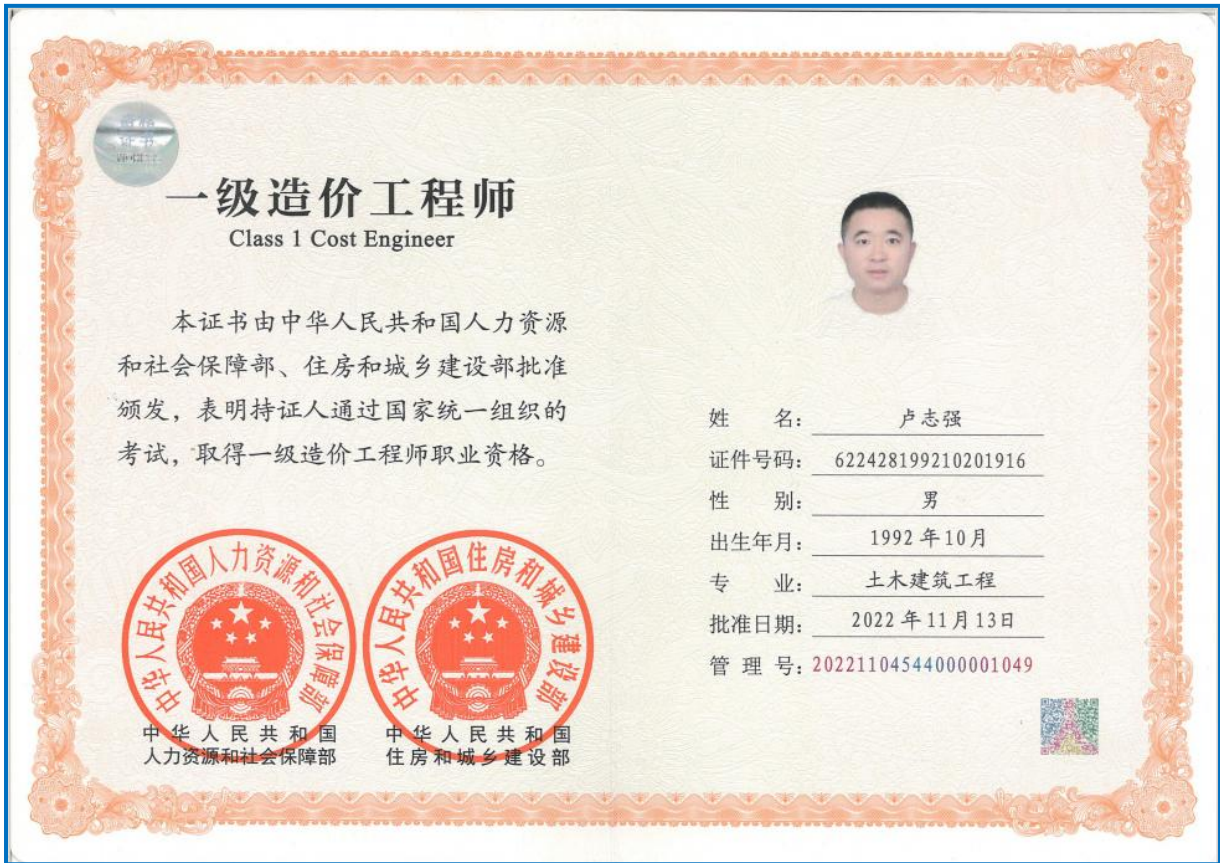 资格
证书
一级造价工程师
Class 1 Cost Engineer
本证书由中华人民共和国人力资源
和社会保障部、住房和城乡建设部批准
颁发，表明持证人通过国家统一组织的
考试，取得一级造价工程师职业资格。
中华人民共和国人力资源和社会保障部
中华人民共和国
人力资源和社会保障部
中华人民共和国住房和城乡建设部
中华人民共和国
住房和城乡建设部
姓名：卢志强
证件号码：622428199210201916
性别：男
出生年月：1992年10月
专业：土木建筑工程
批准日期：2022年11月13日
管理号：20221104544000001049